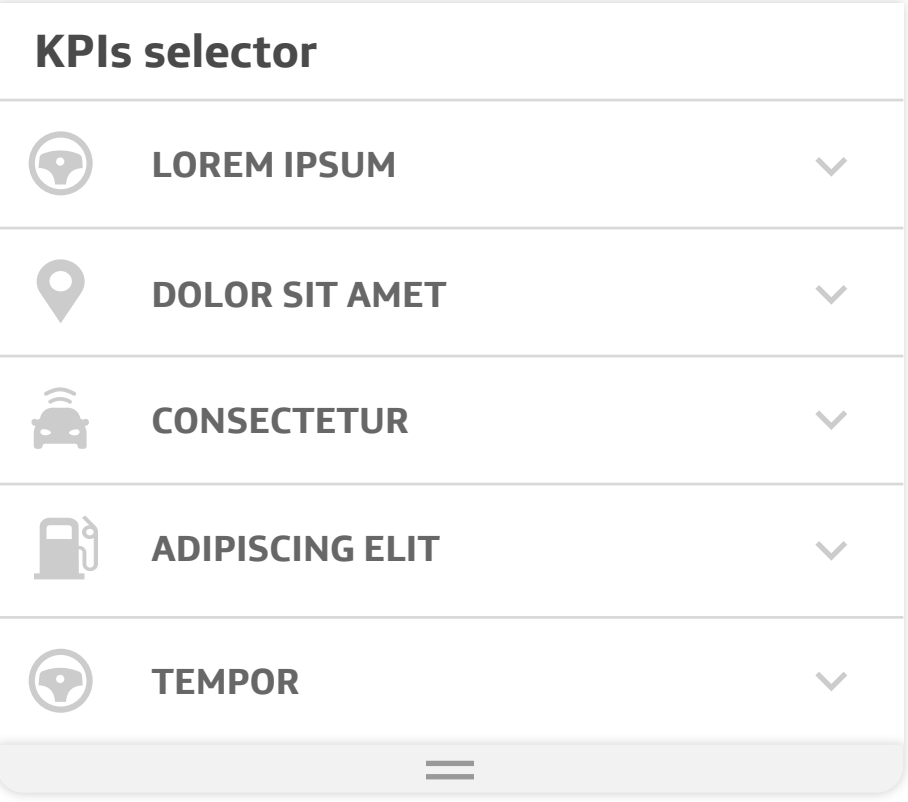 KPIs selector
LOREM IPSUM
DOLOR SIT AMET
CONSECTETUR
ADIPISCING ELIT
TEMPOR